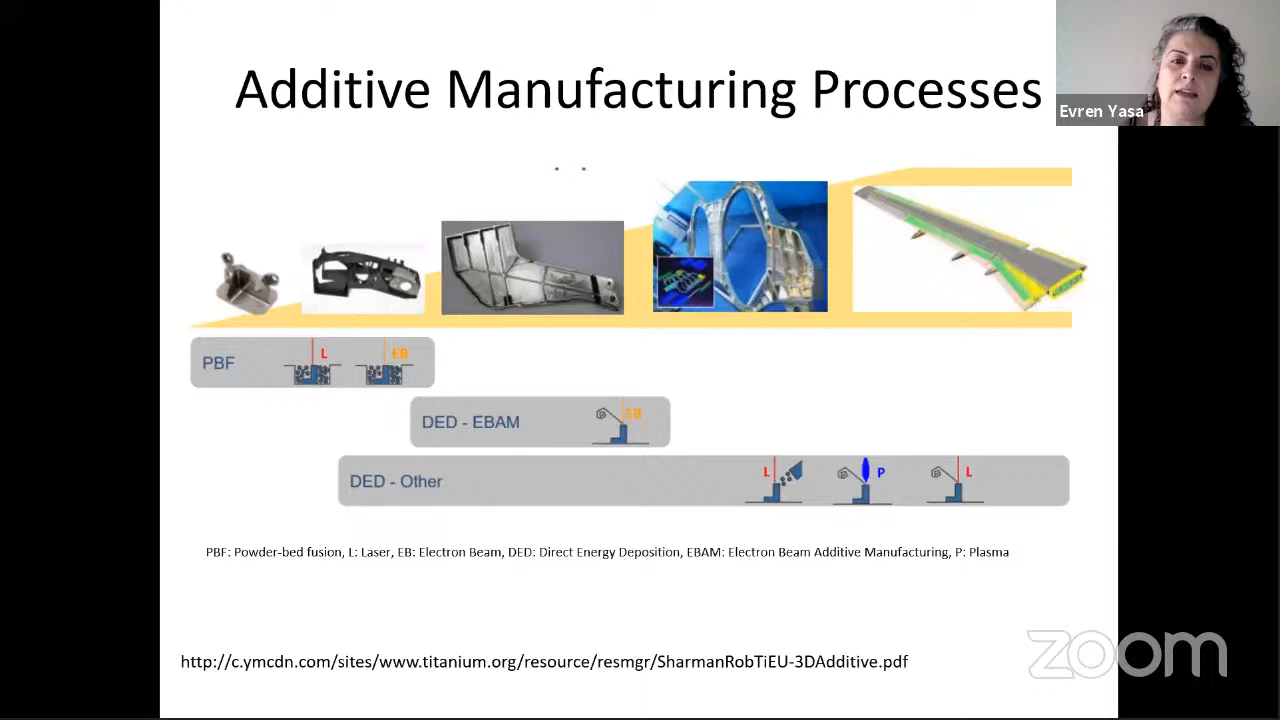 Additive Manufacturing Processes
Evren Yasa
PBF
L
EB
DED - EBAM
EB
DED - Other
L
P
L
PBF: Powder-bed fusion, L: Laser, EB: Electron Beam, DED: Direct Energy Deposition, EBAM: Electron Beam Additive Manufacturing, P: Plasma
http://c.ymcdn.com/sites/www.titanium.org/resource/resmgr/SharmanRobTiEU-3DAdditive.pdf
zoom